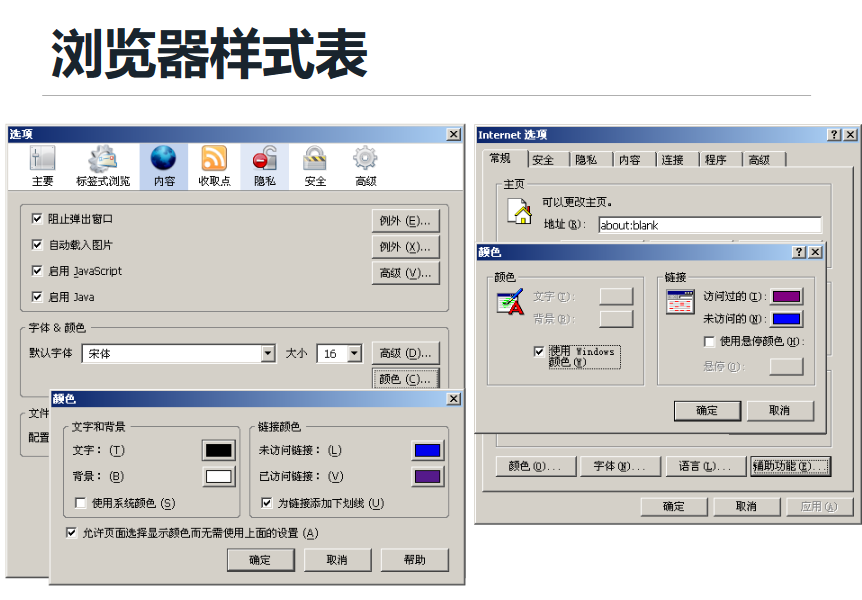 浏览器样式表
选项
主要 标签式浏览 内容 收取点 隐私 安全 高级
阻止弹出窗口 例外 (E)...
自动载入图片 例外 (X)...
启用 JavaScript 高级 (V)...
启用 Java
字体 & 颜色
默认字体 宋体 大小 16 高级 (D)...
颜色 (C)...
文件
配置
颜色
文字和背景
文字： (T)
背景： (B)
使用系统颜色 (S)
链接颜色
未访问链接： (L)
已访问链接： (V)
为链接添加下划线 (U)
允许页面选择显示颜色而无需使用上面的设置 (A)
确定 取消 帮助
Internet 选项
常规 安全 隐私 内容 连接 程序 高级
主页
可以更改主页。
地址 (R)： about:blank
颜色
颜色
文字 (T)：
背景 (B)：
使用 Windows
颜色 (W)
链接
访问过的 (I)：
未访问的 (N)：
使用悬停颜色 (H)：
悬停 (O)：
确定 取消
颜色 (O)... 字体 (N)... 语言 (L)... 辅助功能 (E)...
确定 取消 应用 (A)